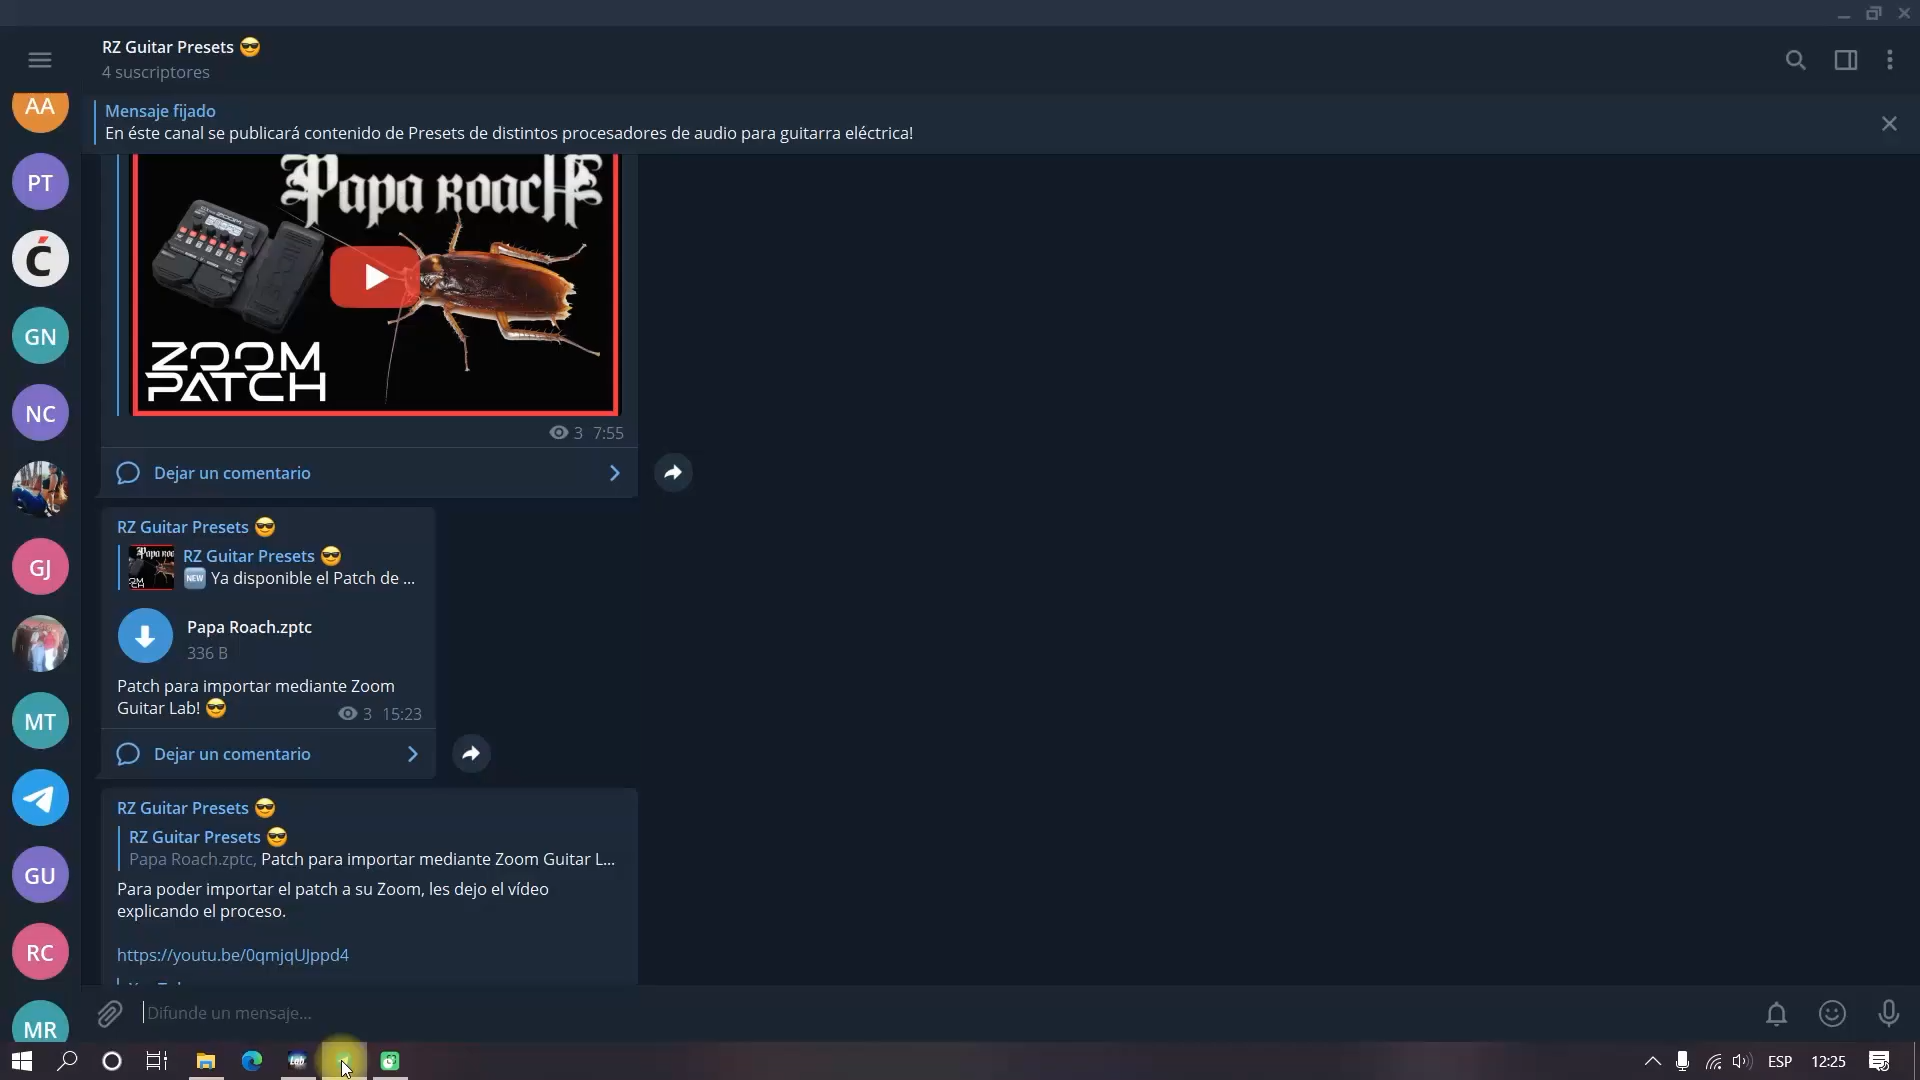 RZ Guitar Presets 😎
4 suscriptores
Mensaje fijado
En éste canal se publicará contenido de Presets de distintos procesadores de audio para guitarra eléctrica!
AA
PT
Ć
GN
NC
GJ
MT
GU
RC
MR
Papa Roach
ZOOM
ZOOM
PATCH
3 7:55
Dejar un comentario
RZ Guitar Presets 😎
RZ Guitar Presets 😎
🆕 Ya disponible el Patch de ...
Papa Roach.zptc
336 B
Patch para importar mediante Zoom
Guitar Lab! 😎
3 15:23
Dejar un comentario
RZ Guitar Presets 😎
RZ Guitar Presets 😎
Papa Roach.zptc, Patch para importar mediante Zoom Guitar L...
Para poder importar el patch a su Zoom, les dejo el vídeo
explicando el proceso.
https://youtu.be/0qmjqUJppd4
Difunde un mensaje...
Lab
ESP
12:25